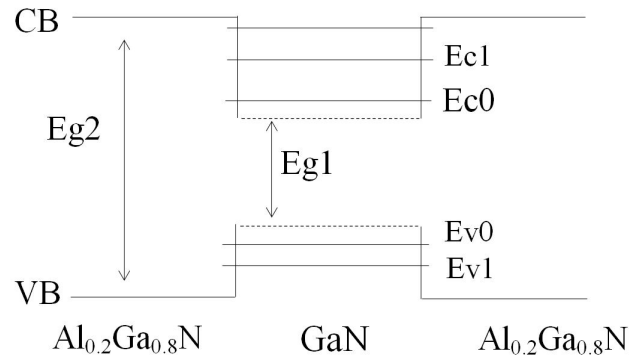 CB
Ec1
Ec0
Eg2
Eg1
Ev0
Ev1
VB
Al₀.₂Ga₀.₈N GaN Al₀.₂Ga₀.₈N